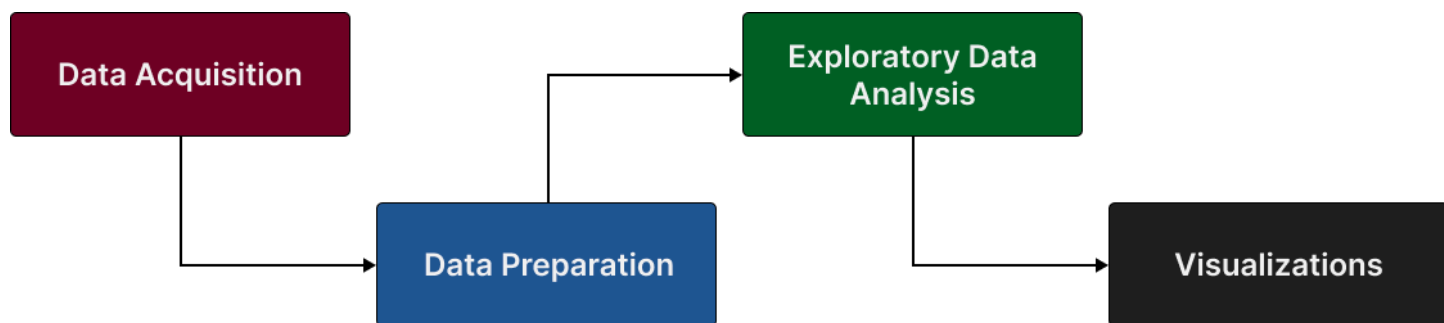 Data Acquisition
Exploratory Data
Analysis
Data Preparation
Visualizations